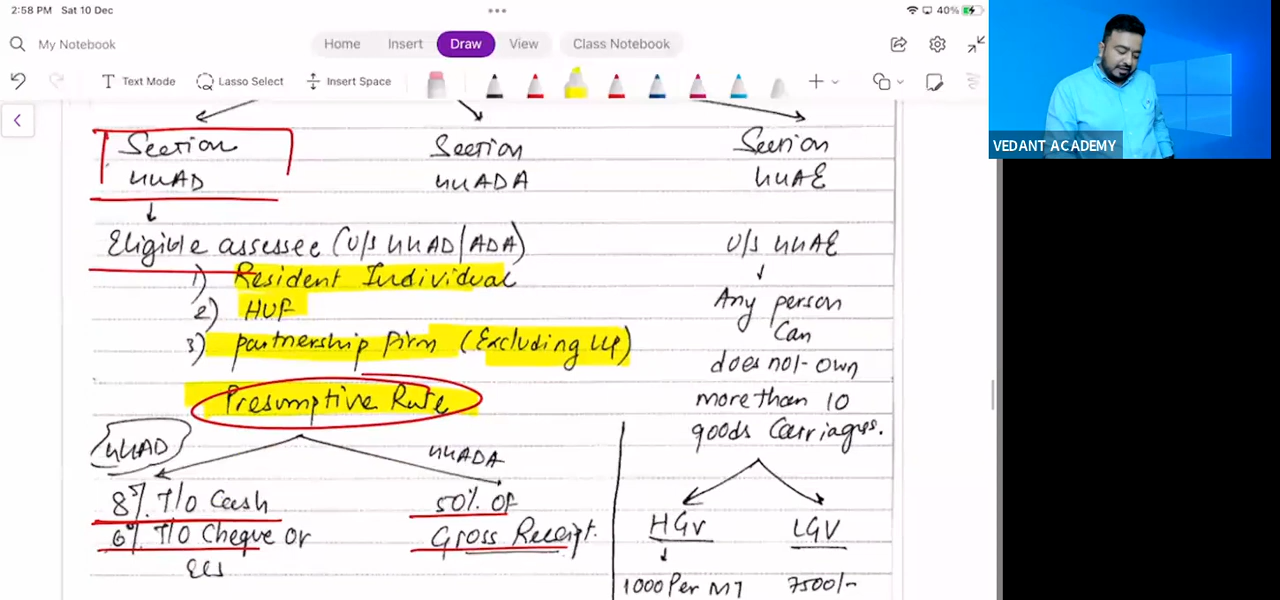 2:58 PM Sat 10 Dec
40%
My Notebook
Home Insert Draw View Class Notebook
Text Mode Lasso Select Insert Space
VEDANT ACADEMY
Section Section Section
44AD 44ADA 44AE
Eligible assessee (U/s 44AD/ADA) U/s 44AE
1) Resident Individual
2) HUF Any person
Can
3) partnership firm (Excluding LLP)
does not own
Presumptive Rate more than 10
goods Carriages.
44AD 44ADA
8% T/O Cash 50% Of HGV LGV
6% T/O Cheque or Gross Receipt.
ECS 1000 Per MT 7500/-